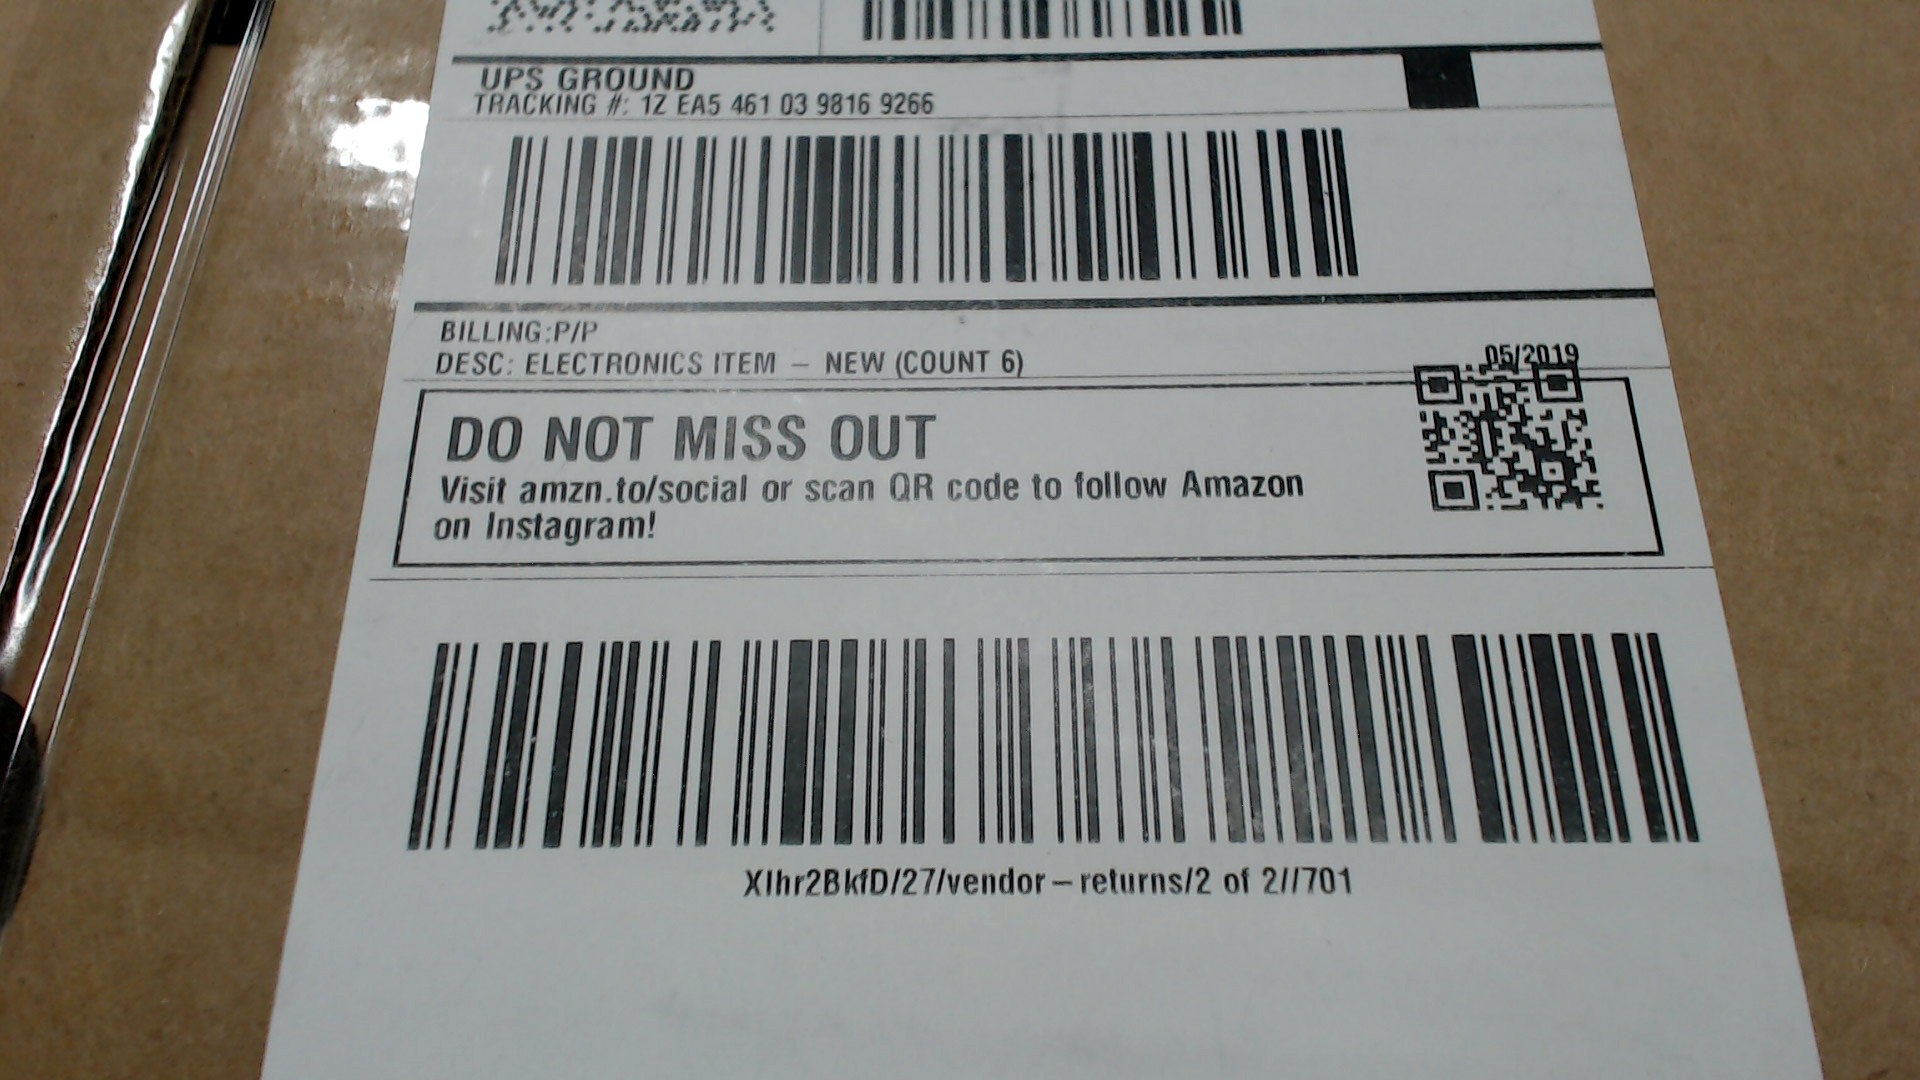 UPS GROUND
TRACKING #: 1Z EA5 461 03 9816 9266
BILLING:P/P
DESC: ELECTRONICS ITEM – NEW (COUNT 6)
05/2019
DO NOT MISS OUT
Visit amzn.to/social or scan QR code to follow Amazon
on Instagram!
XIhr2BkfD/27/vendor–returns/2 of 2//701